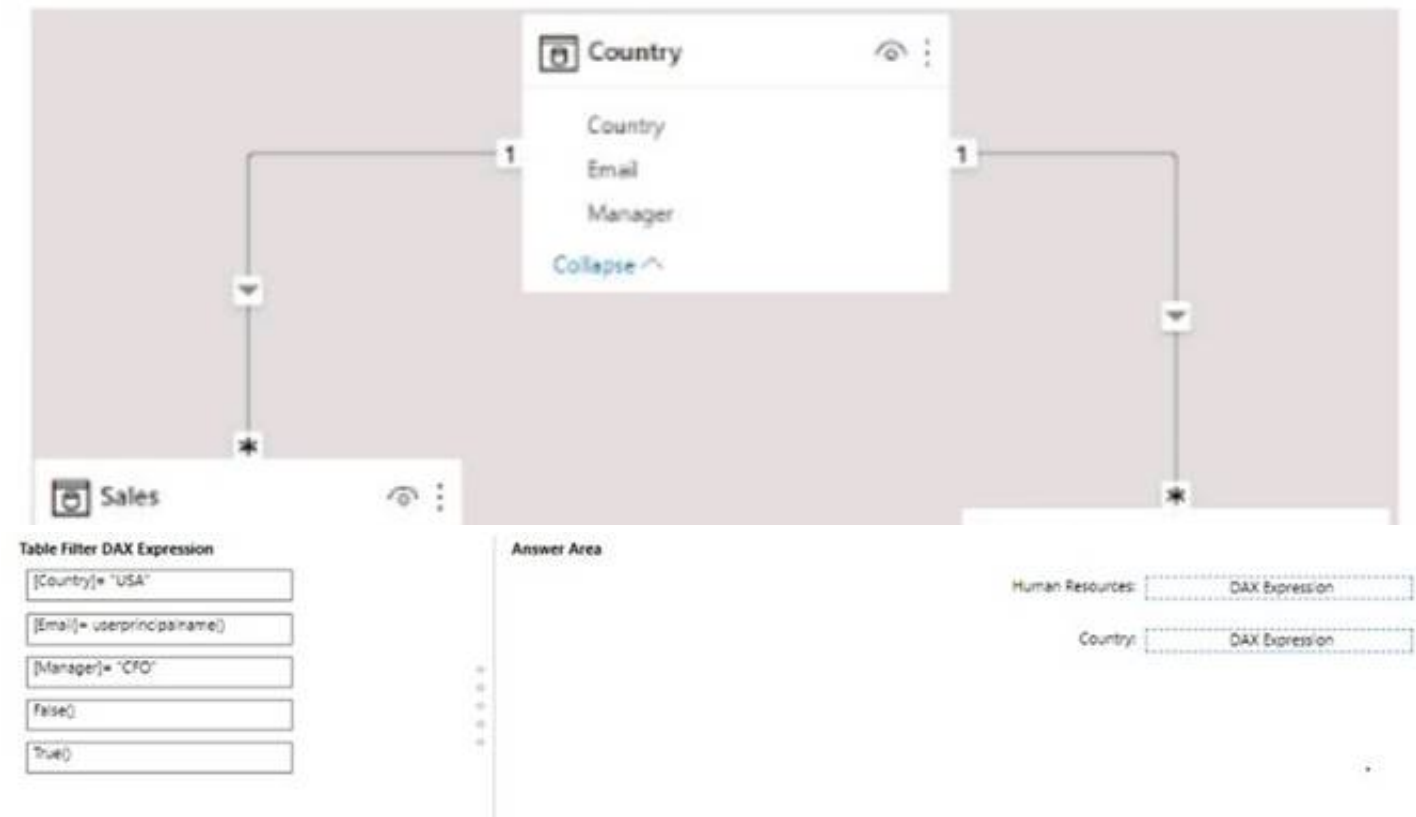 Country
Country
1
1
Email
Manager
Collapse
*
*
Sales
Table Filter DAX Expression
Answer Area
[Country]= "USA"
Human Resources: DAX Expression
[Email]= userprincipalname()
Country: DAX Expression
[Manager]= "CFO"
False()
True()